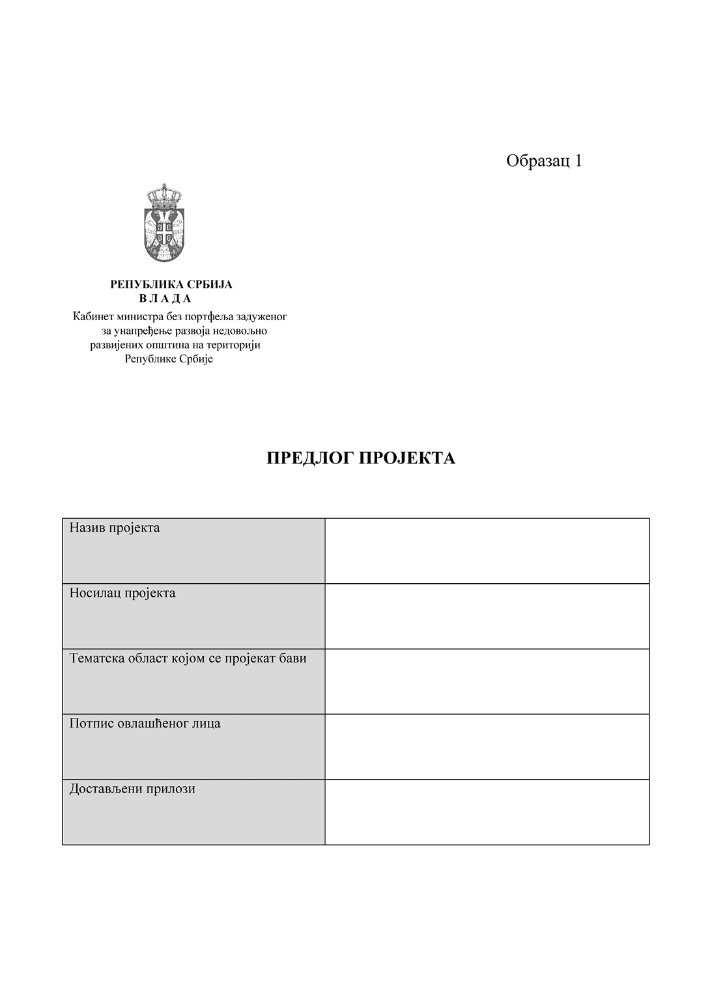 Образац 1
РЕПУБЛИКА СРБИЈА
В Л А Д А
Кабинет министра без портфеља задуженог
за унапређење развоја недовољно
развијених општина на територији
Републике Србије
ПРЕДЛОГ ПРОЈЕКТА
Назив пројекта
Носилац пројекта
Тематска област којом се пројекат бави
Потпис овлашћеног лица
Достављени прилози